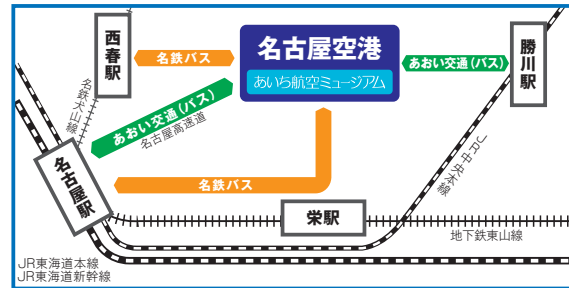 西春駅
名鉄バス
名古屋空港
あいち航空ミュージアム
あおい交通(バス)
勝川駅
名鉄犬山線
あおい交通(バス)
名古屋高速道
名古屋駅
名鉄バス
栄駅
JR中央本線
地下鉄東山線
JR東海道本線
JR東海道新幹線